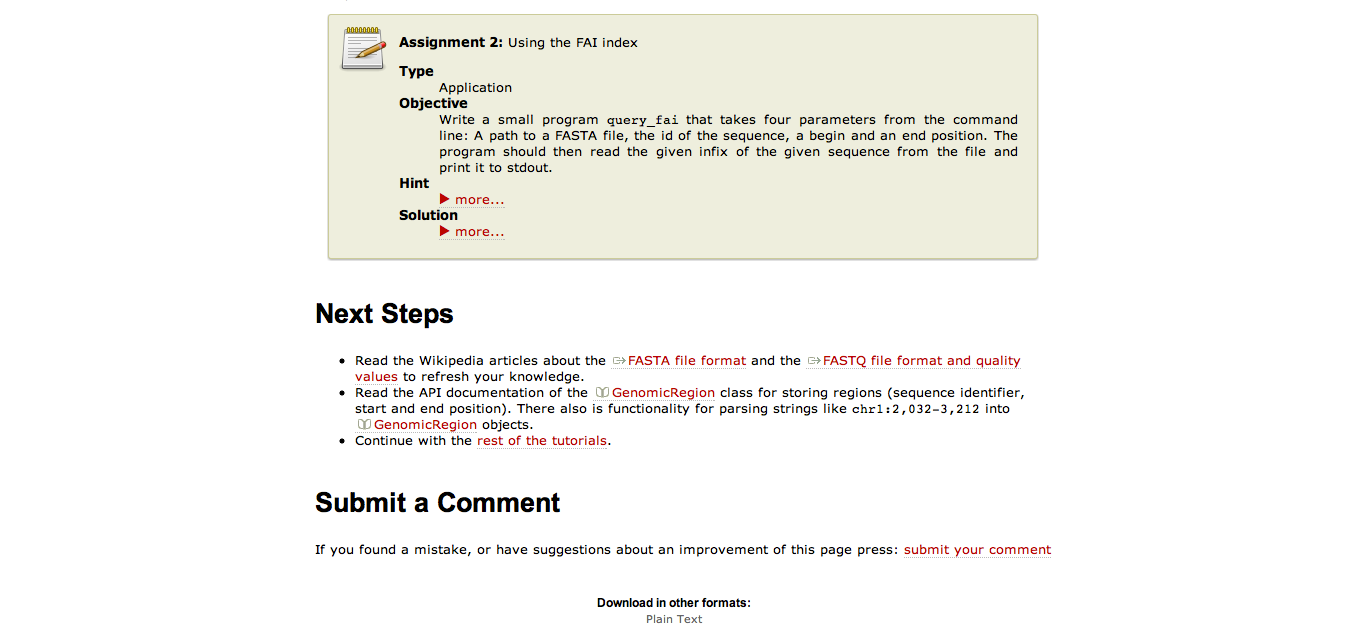 Assignment 2: Using the FAI index
Type
Application
Objective
Write a small program query_fai that takes four parameters from the command
line: A path to a FASTA file, the id of the sequence, a begin and an end position. The
program should then read the given infix of the given sequence from the file and
print it to stdout.
Hint
more...
Solution
more...
Next Steps
Read the Wikipedia articles about the FASTA file format and the FASTQ file format and quality
values to refresh your knowledge.
Read the API documentation of the GenomicRegion class for storing regions (sequence identifier,
start and end position). There also is functionality for parsing strings like chr1:2,032-3,212 into
GenomicRegion objects.
Continue with the rest of the tutorials.
Submit a Comment
If you found a mistake, or have suggestions about an improvement of this page press: submit your comment
Download in other formats:
Plain Text